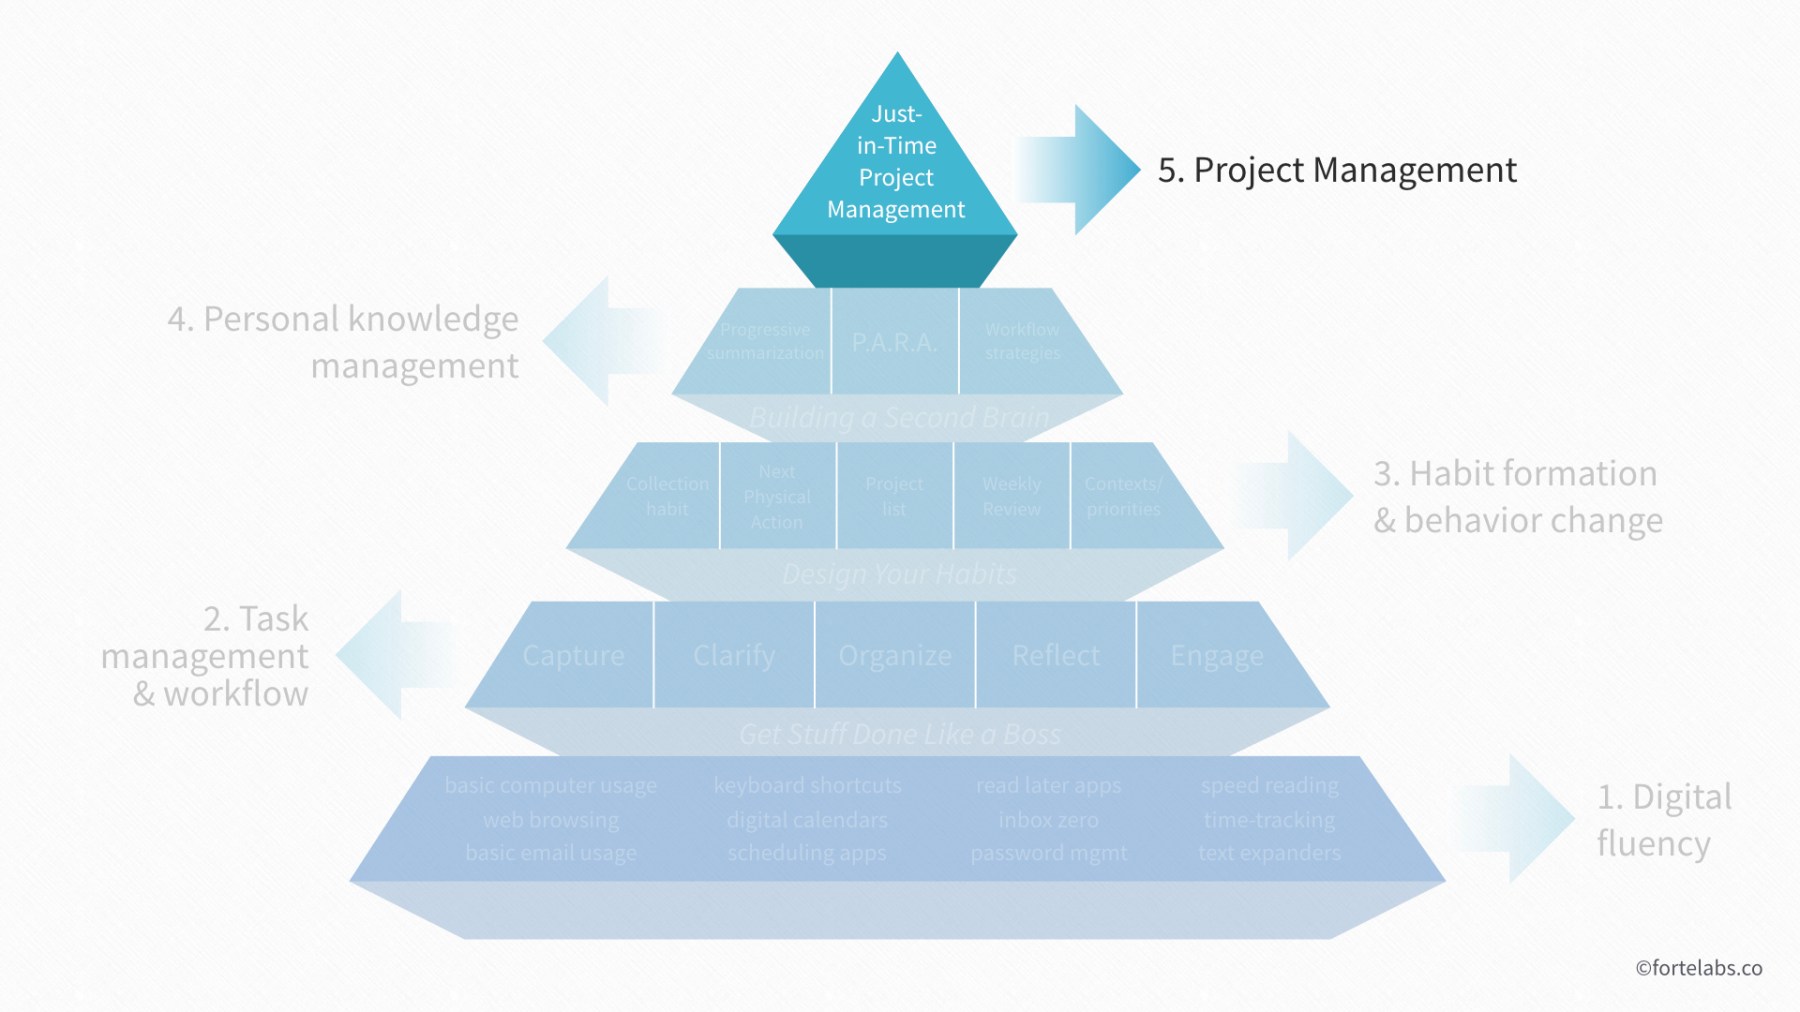 Just-
in-Time
Project
Management
5. Project Management
4. Personal knowledge
management
Progressive
summarization
P.A.R.A.
Workflow
strategies
Building a Second Brain
Collection
habit
Next
Physical
Action
Project
list
Weekly
Review
Contexts/
priorities
3. Habit formation
& behavior change
Design Your Habits
2. Task
management
& workflow
Capture
Clarify
Organize
Reflect
Engage
Get Stuff Done Like a Boss
basic computer usage
web browsing
basic email usage
keyboard shortcuts
digital calendars
scheduling apps
read later apps
inbox zero
password mgmt
speed reading
time-tracking
text expanders
1. Digital
fluency
©fortelabs.co